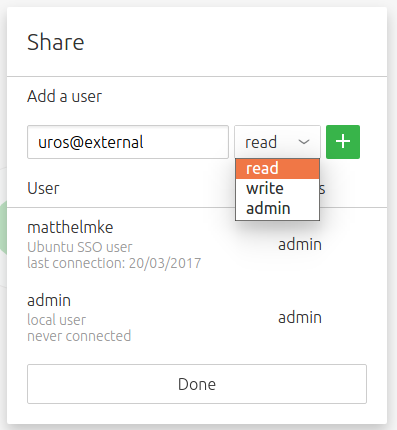 Share
Add a user
uros@external
read
read
write
admin
User
matthelmke
Ubuntu SSO user
last connection: 20/03/2017
admin
admin
local user
never connected
admin
Done